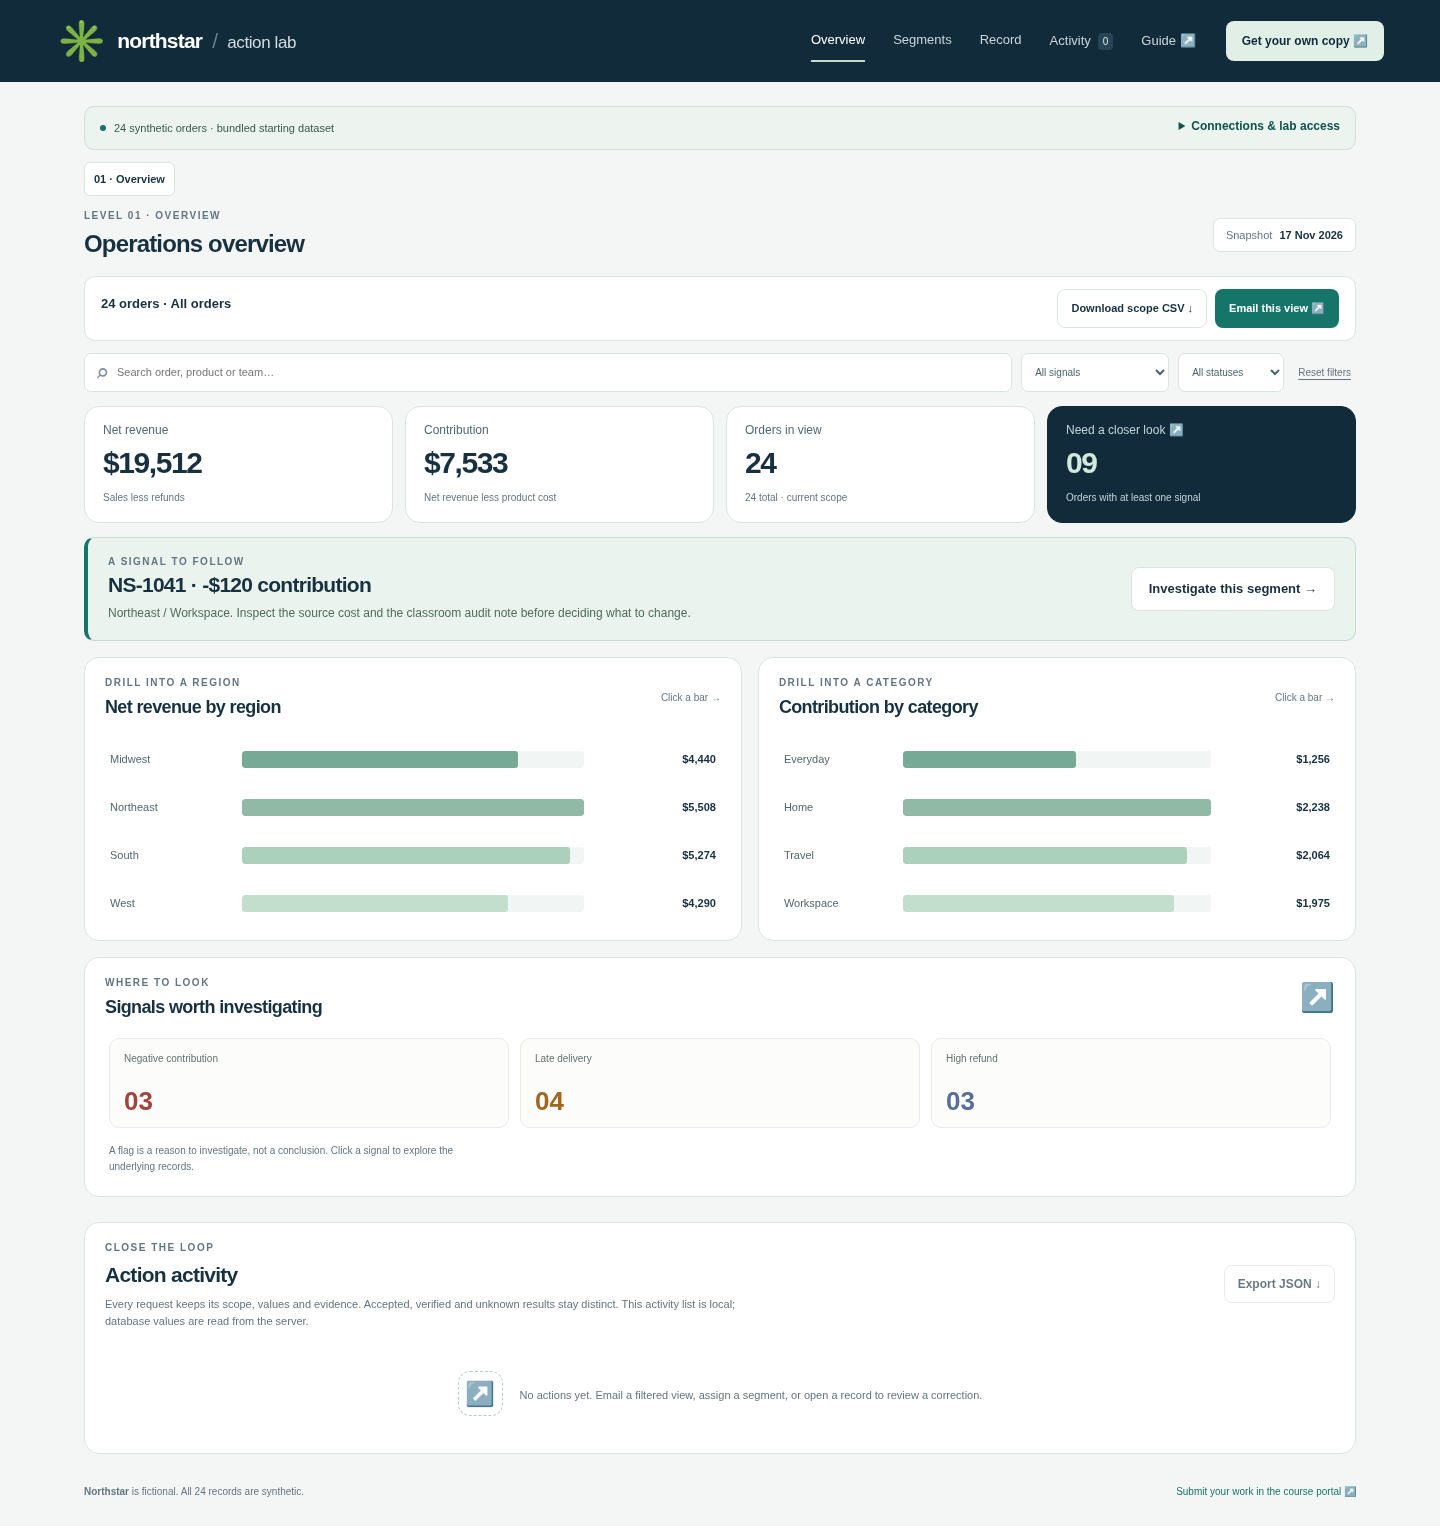 northstar / action lab
Overview Segments Record Activity 0 Guide ↗ Get your own copy ↗
24 synthetic orders · bundled starting dataset
▶ Connections & lab access
01 · Overview
LEVEL 01 · OVERVIEW
Operations overview
Snapshot 17 Nov 2026
24 orders · All orders
Download scope CSV ↓
Email this view ↗
Search order, product or team…
All signals
All statuses
Reset filters
Net revenue
$19,512
Sales less refunds
Contribution
$7,533
Net revenue less product cost
Orders in view
24
24 total · current scope
Need a closer look ↗
09
Orders with at least one signal
A SIGNAL TO FOLLOW
NS-1041 · -$120 contribution
Northeast / Workspace. Inspect the source cost and the classroom audit note before deciding what to change.
Investigate this segment →
DRILL INTO A REGION
Net revenue by region
Click a bar →
Midwest $4,440
Northeast $5,508
South $5,274
West $4,290
DRILL INTO A CATEGORY
Contribution by category
Click a bar →
Everyday $1,256
Home $2,238
Travel $2,064
Workspace $1,975
WHERE TO LOOK
Signals worth investigating
↗
Negative contribution
03
Late delivery
04
High refund
03
A flag is a reason to investigate, not a conclusion. Click a signal to explore the
underlying records.
CLOSE THE LOOP
Action activity
Every request keeps its scope, values and evidence. Accepted, verified and unknown results stay distinct. This activity list is local;
database values are read from the server.
Export JSON ↓
↗
No actions yet. Email a filtered view, assign a segment, or open a record to review a correction.
Northstar is fictional. All 24 records are synthetic.
Submit your work in the course portal ↗